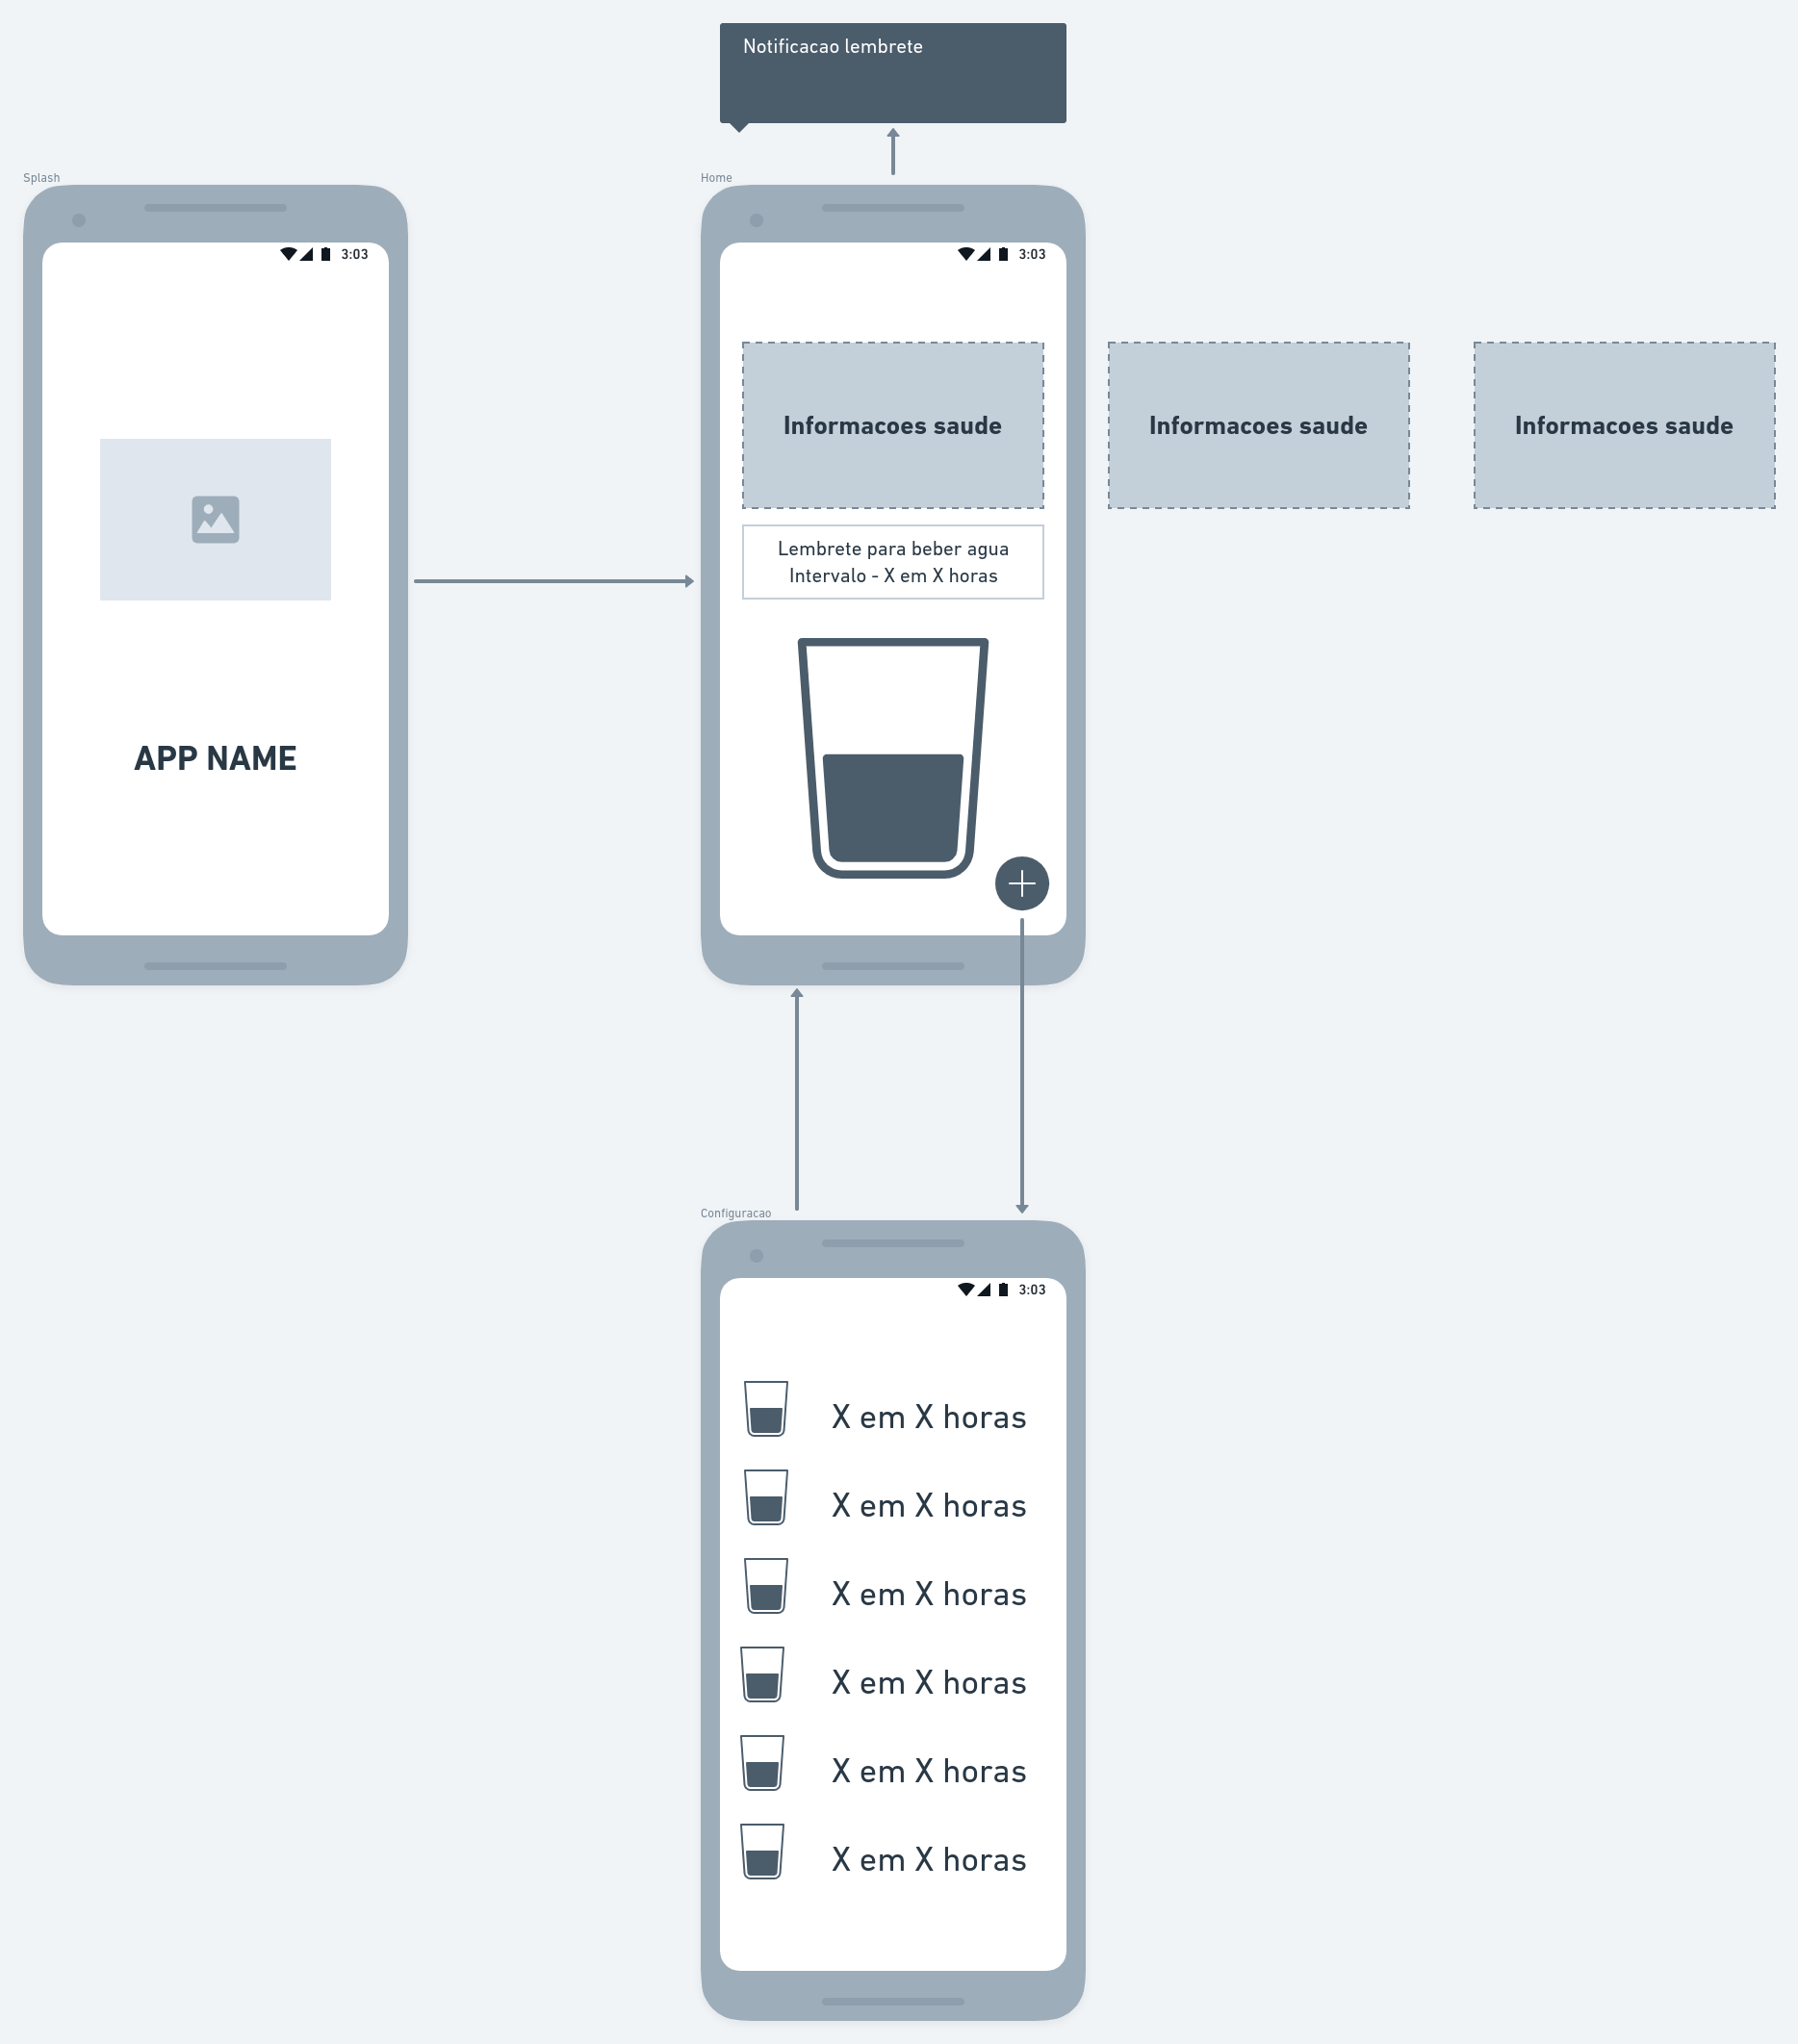 Notificacao lembrete
Splash
3:03
APP NAME
Home
3:03
Informacoes saude
Informacoes saude
Informacoes saude
Lembrete para beber agua
Intervalo - X em X horas
Configuracao
3:03
X em X horas
X em X horas
X em X horas
X em X horas
X em X horas
X em X horas